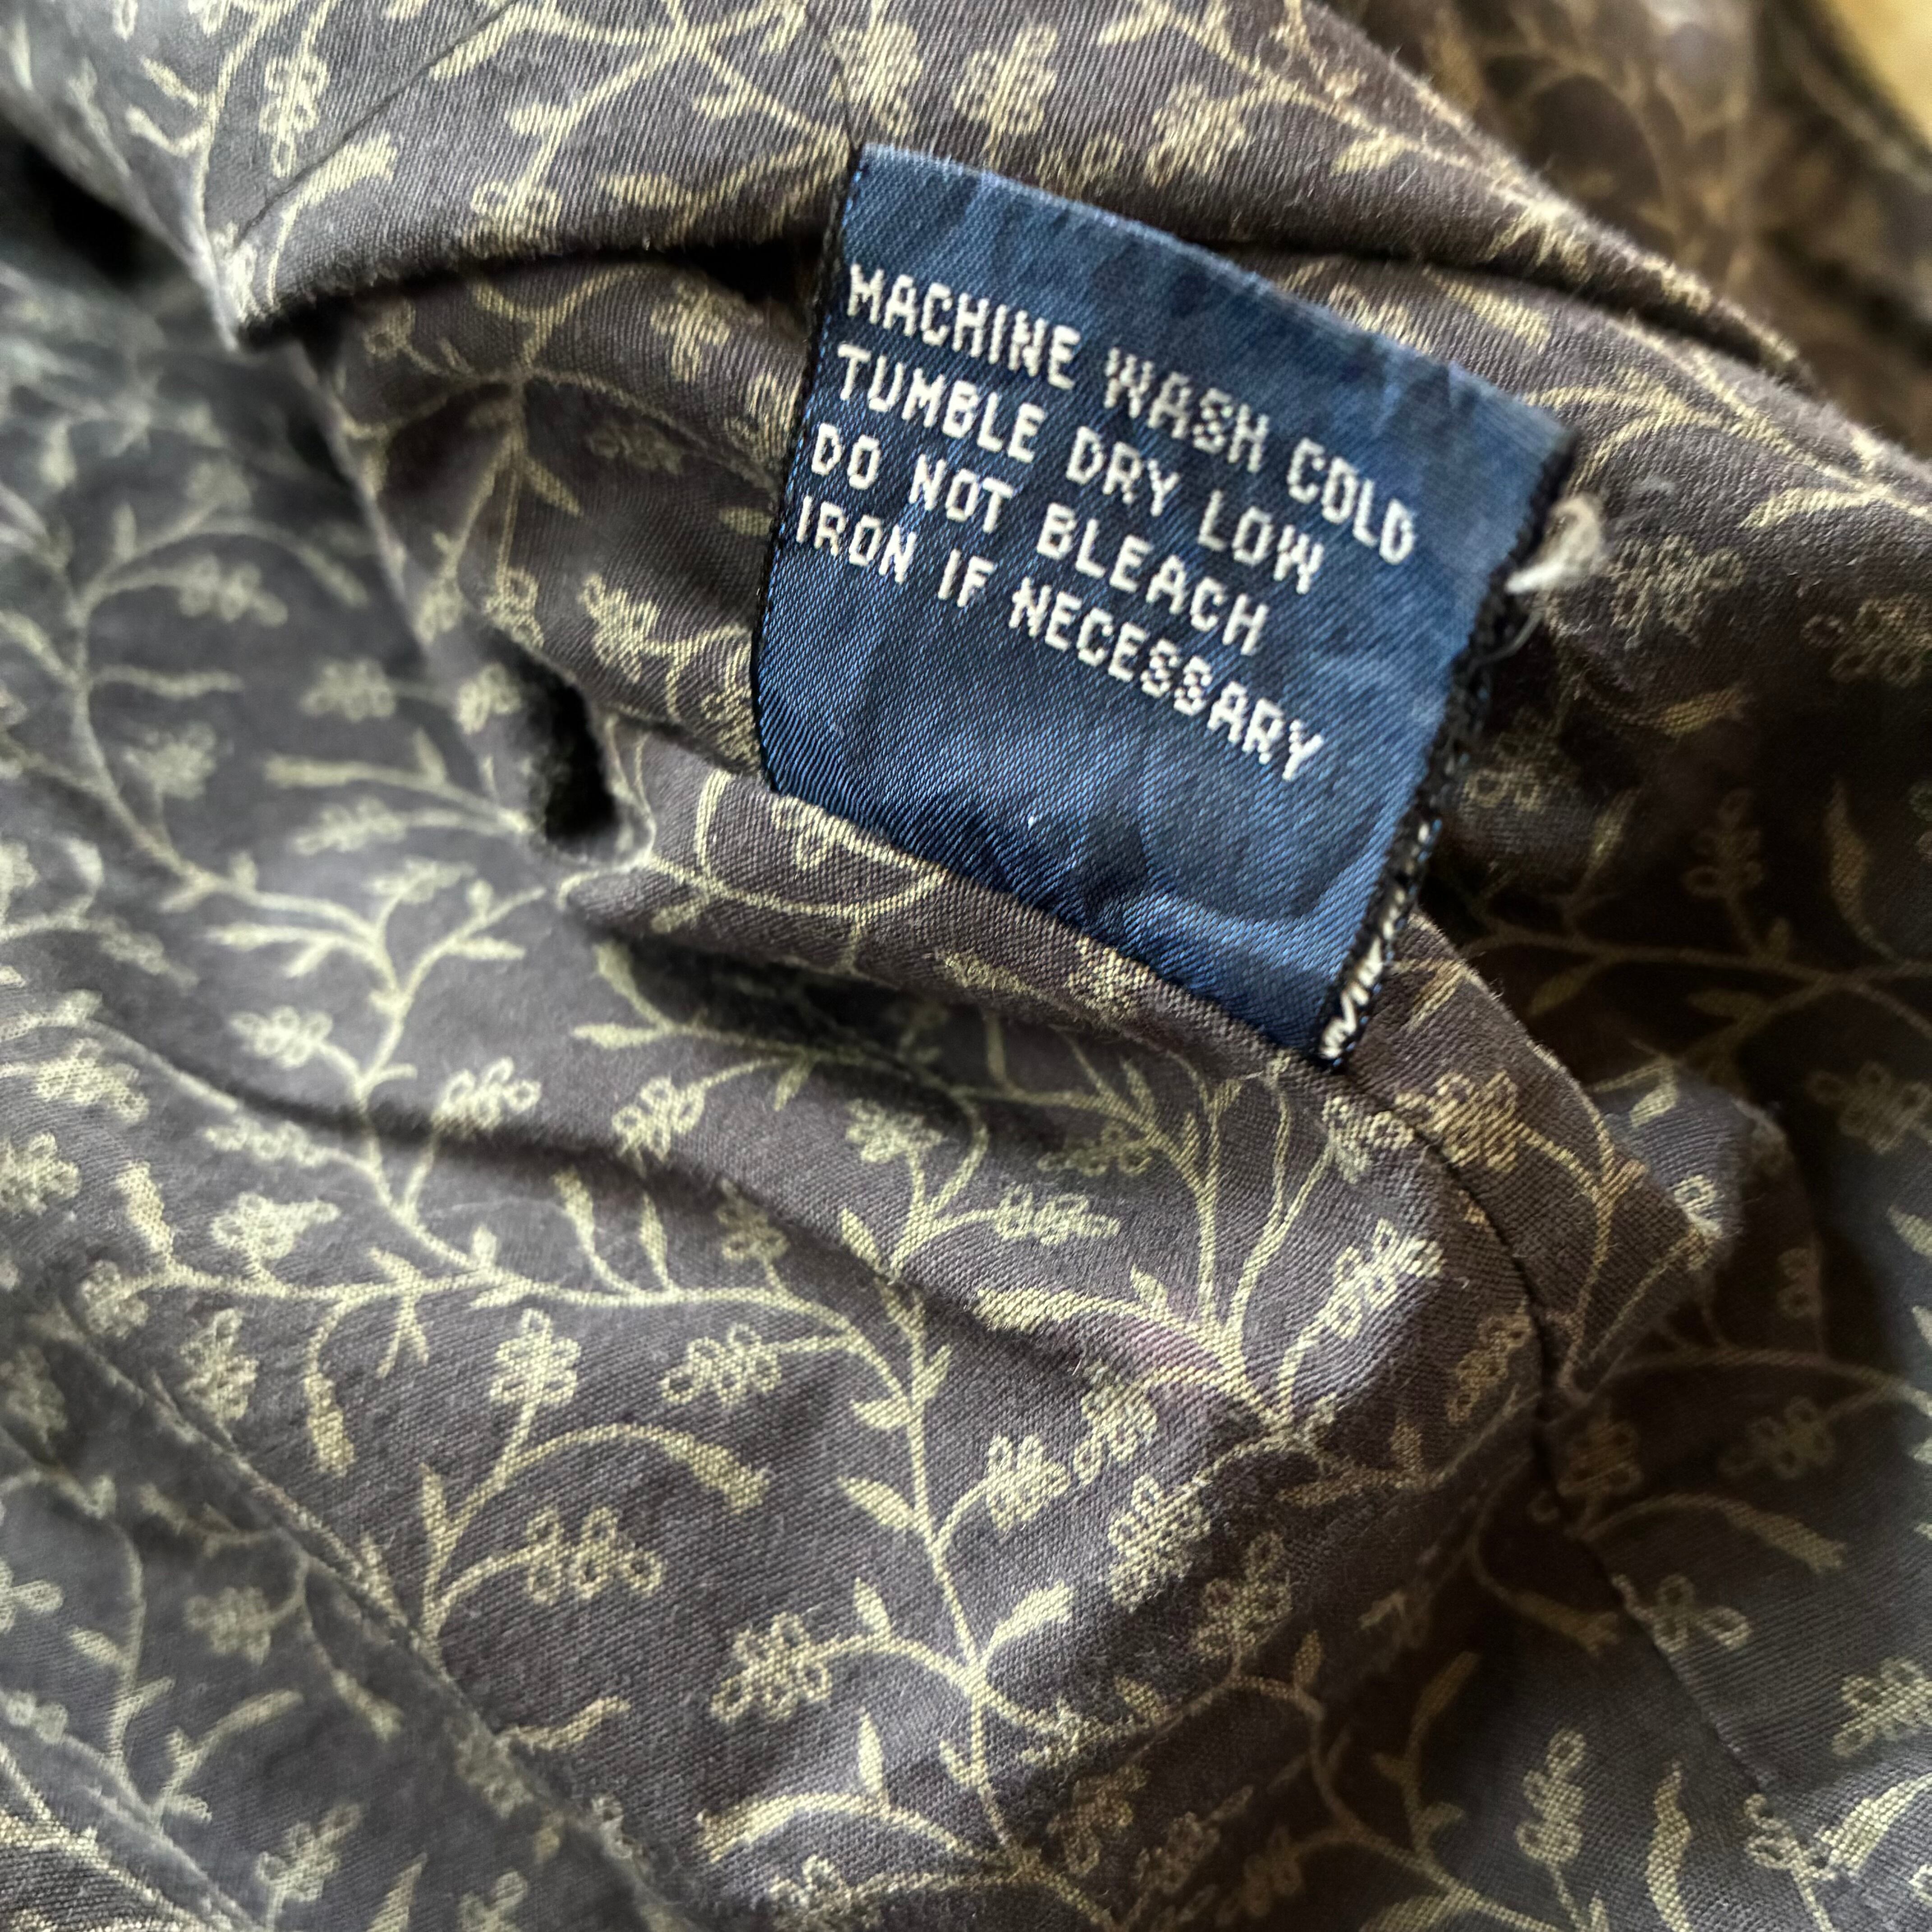 MACHINE WASH COLD
TUMBLE DRY LOW
DO NOT BLEACH
IRON IF NECESSARY